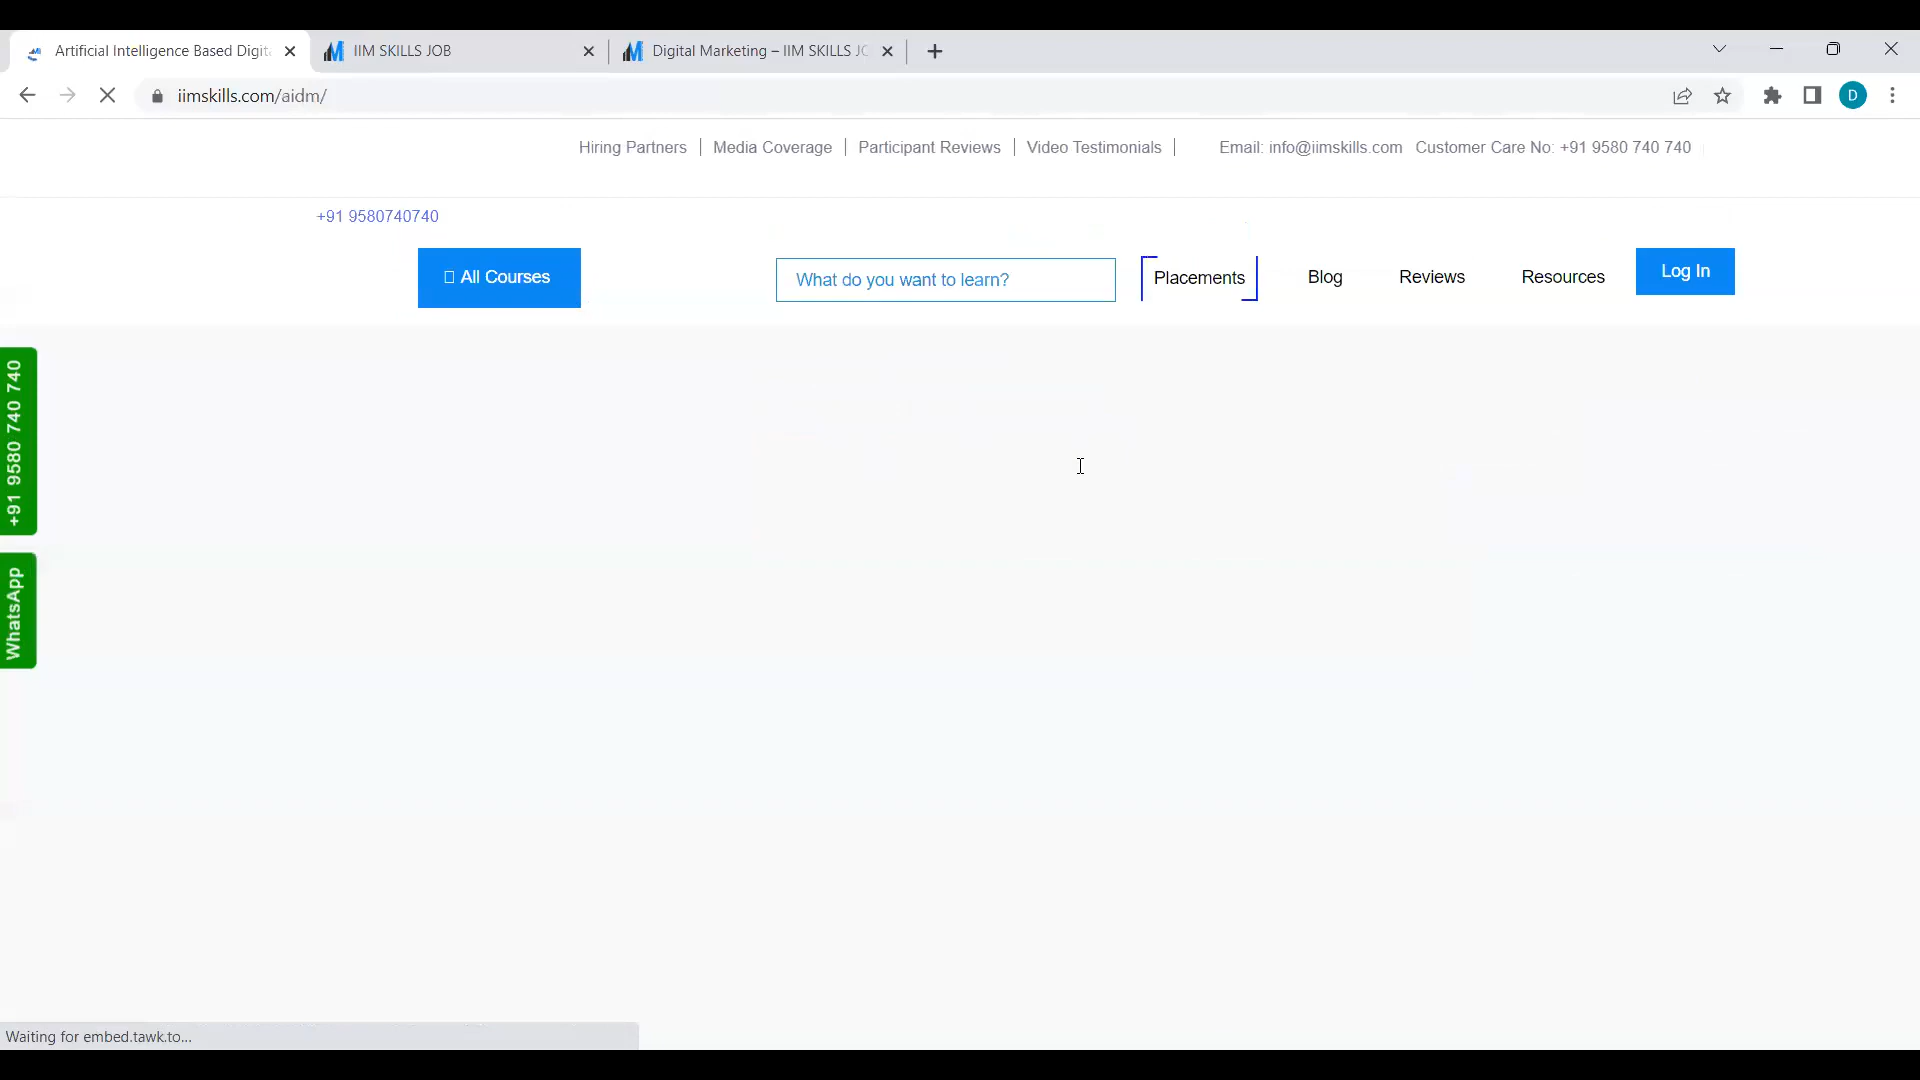 Artificial Intelligence Based Digit
IIM SKILLS JOB
Digital Marketing – IIM SKILLS JO
iimskills.com/aidm/
D
Hiring Partners
Media Coverage
Participant Reviews
Video Testimonials
Email: info@iimskills.com
Customer Care No: +91 9580 740 740
+91 9580740740
All Courses
What do you want to learn?
Placements
Blog
Reviews
Resources
Log In
+91 9580 740 740
WhatsApp
Waiting for embed.tawk.to...